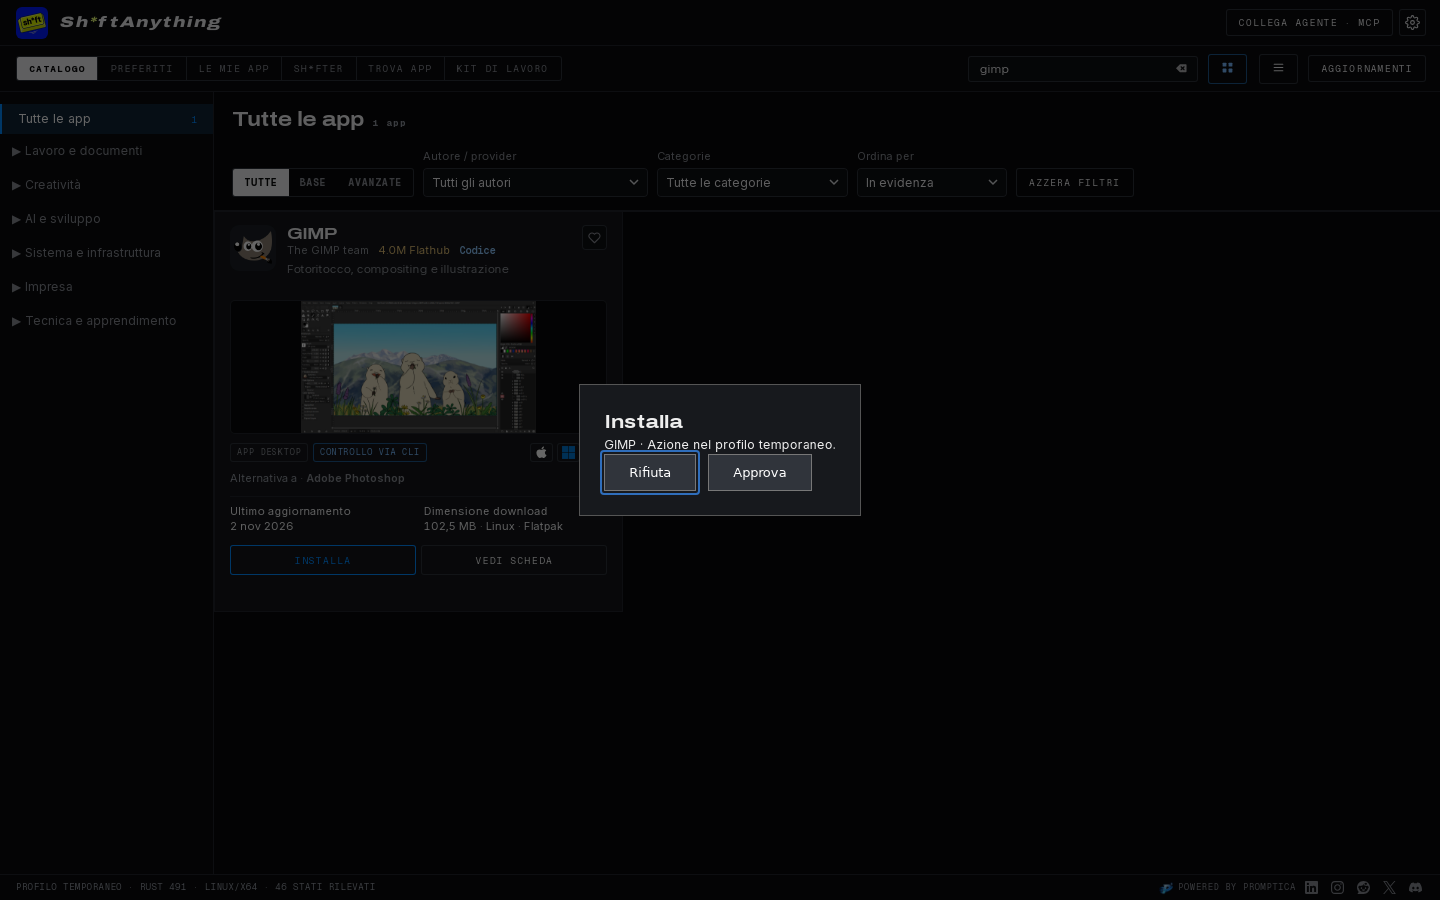 sh*ft
Sh*ftAnything
COLLEGA AGENTE · MCP
CATALOGO
PREFERITI
LE MIE APP
SH*FTER
TROVA APP
KIT DI LAVORO
gimp
AGGIORNAMENTI
Tutte le app 1
▶ Lavoro e documenti
▶ Creatività
▶ AI e sviluppo
▶ Sistema e infrastruttura
▶ Impresa
▶ Tecnica e apprendimento
Tutte le app 1 app
Autore / provider
Categorie
Ordina per
TUTTE
BASE
AVANZATE
Tutti gli autori
Tutte le categorie
In evidenza
AZZERA FILTRI
GIMP
The GIMP team 4.0M Flathub Codice
Fotoritocco, compositing e illustrazione
APP DESKTOP
CONTROLLO VIA CLI
Alternativa a · Adobe Photoshop
Ultimo aggiornamento
2 nov 2026
Dimensione download
102,5 MB · Linux · Flatpak
INSTALLA
VEDI SCHEDA
Installa
GIMP · Azione nel profilo temporaneo.
Rifiuta
Approva
PROFILO TEMPORANEO · RUST 491 · LINUX/X64 · 46 STATI RILEVATI
POWERED BY PROMPTICA